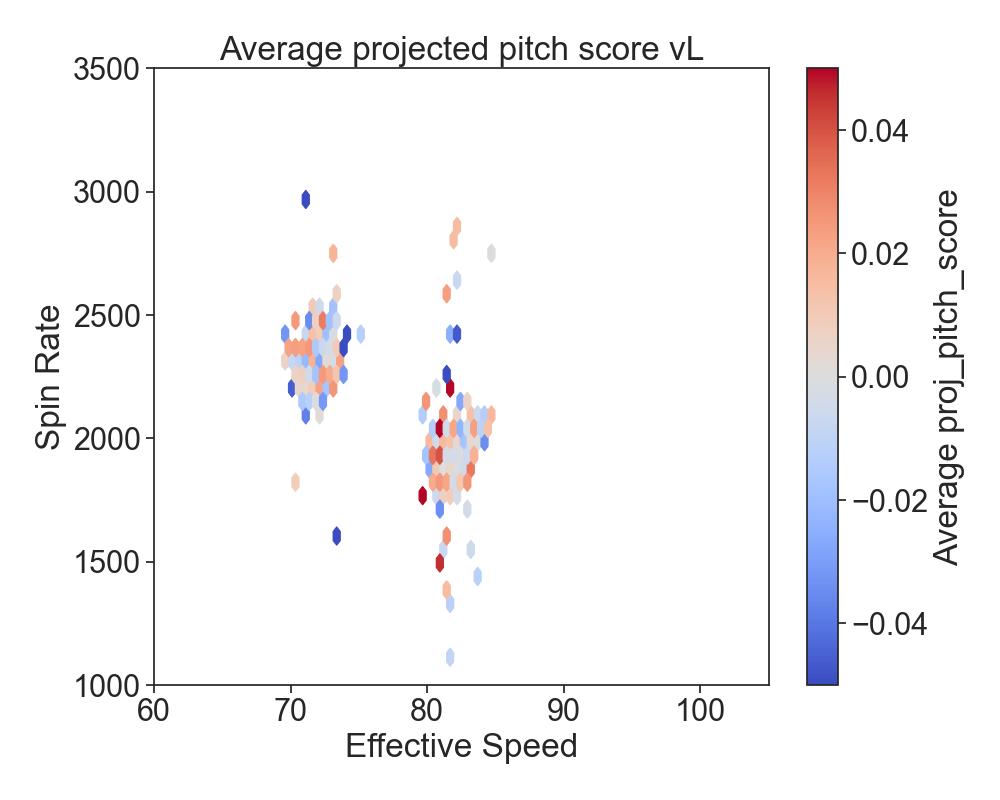 Average projected pitch score vL
3500
3000
2500
2000
1500
1000
Spin Rate
60 70 80 90 100
Effective Speed
0.04
0.02
0.00
−0.02
−0.04
Average proj_pitch_score